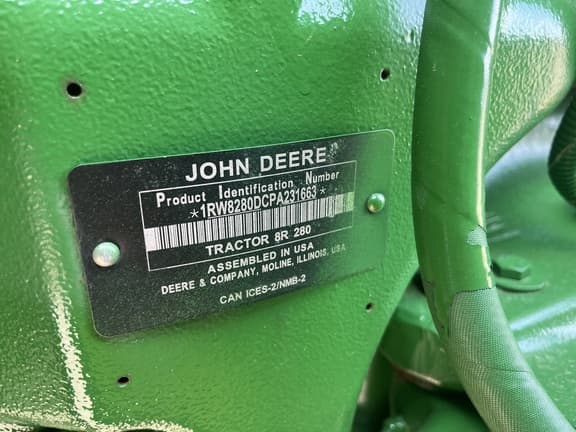 JOHN DEERE
Product Identification Number
*1RW8280DCPA231663*
TRACTOR 8R 280
ASSEMBLED IN USA
DEERE & COMPANY, MOLINE, ILLINOIS, USA
CAN ICES-2/NMB-2